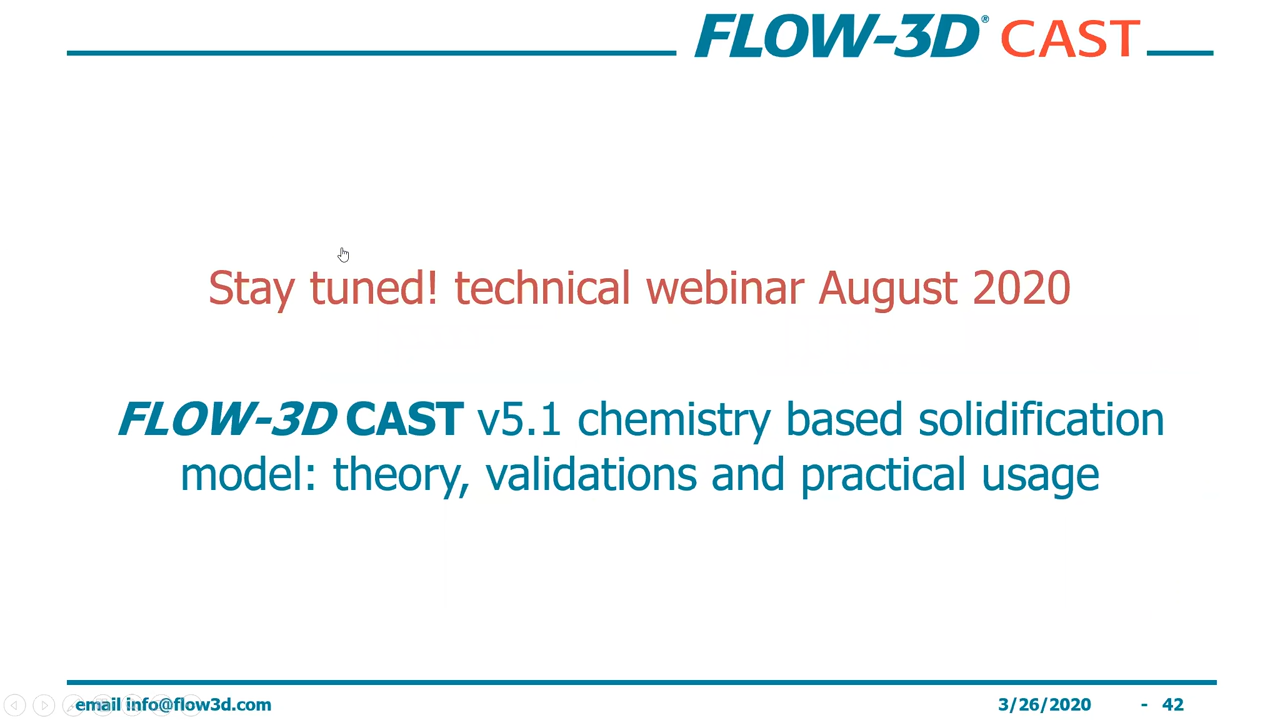 FLOW-3D® CAST
Stay tuned! technical webinar August 2020
FLOW-3D CAST v5.1 chemistry based solidification
model: theory, validations and practical usage
email info@flow3d.com 3/26/2020 - 42